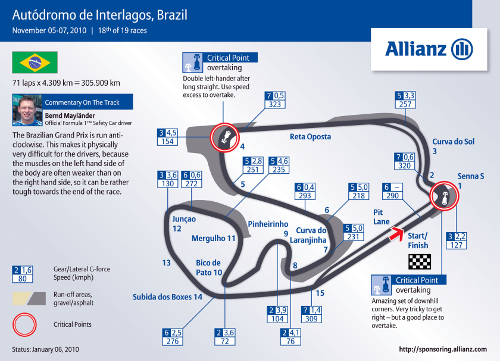 Autódromo de Interlagos, Brazil
November 05-07, 2010 | 18th of 19 races
Allianz
71 laps x 4.309 km = 305.909 km
Commentary On The Track
Bernd Mayländer
Official Formula 1™ Safety Car driver
The Brazilian Grand Prix is run anti-
clockwise. This makes it physically
very difficult for the drivers, because
the muscles on the left hand side of
the body are often weaker than on
the right hand side, so it can be rather
tough towards the end of the race.
Critical Point
overtaking
Double left-hander after
long straight. Use speed
excess to overtake.
7 0,5
323
3 4,5
154
4
Reta Oposta
5 3,3
257
Curva do Sol
3
7 0,6
320
2
Senna S
1
6 –
290
3 2,2
127
5 2,8
251
5 4,6
235
3 3,6
130
6 0,6
272
5
6 0,4
293
5 5,0
218
6
5 5,0
231
Junçao
12
Mergulho 11
Pinheirinho
9
Curva do
Laranjinha
7
Pit
Lane
Start/
Finish
13
Bico de
Pato 10
8
Subida dos Boxes 14
15
6 2,5
276
2 3,6
72
2 3,9
104
2 4,1
76
7 1,4
309
Critical Point
overtaking
Amazing set of downhill
corners. Very tricky to get
right – but a good place to
overtake.
2 1,6
80
Gear/Lateral G-force
Speed (kmph)
Run-off areas,
gravel/asphalt
Critical Points
Status: January 06, 2010
http://sponsoring.allianz.com